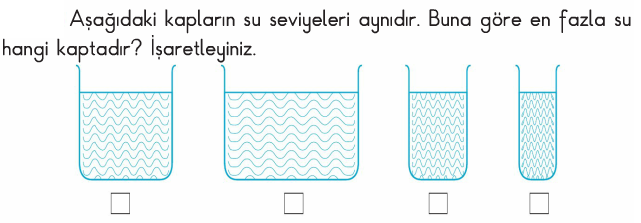 Aşağıdaki kapların su seviyeleri aynıdır. Buna göre en fazla su
hangi kaptadır? İşaretleyiniz.